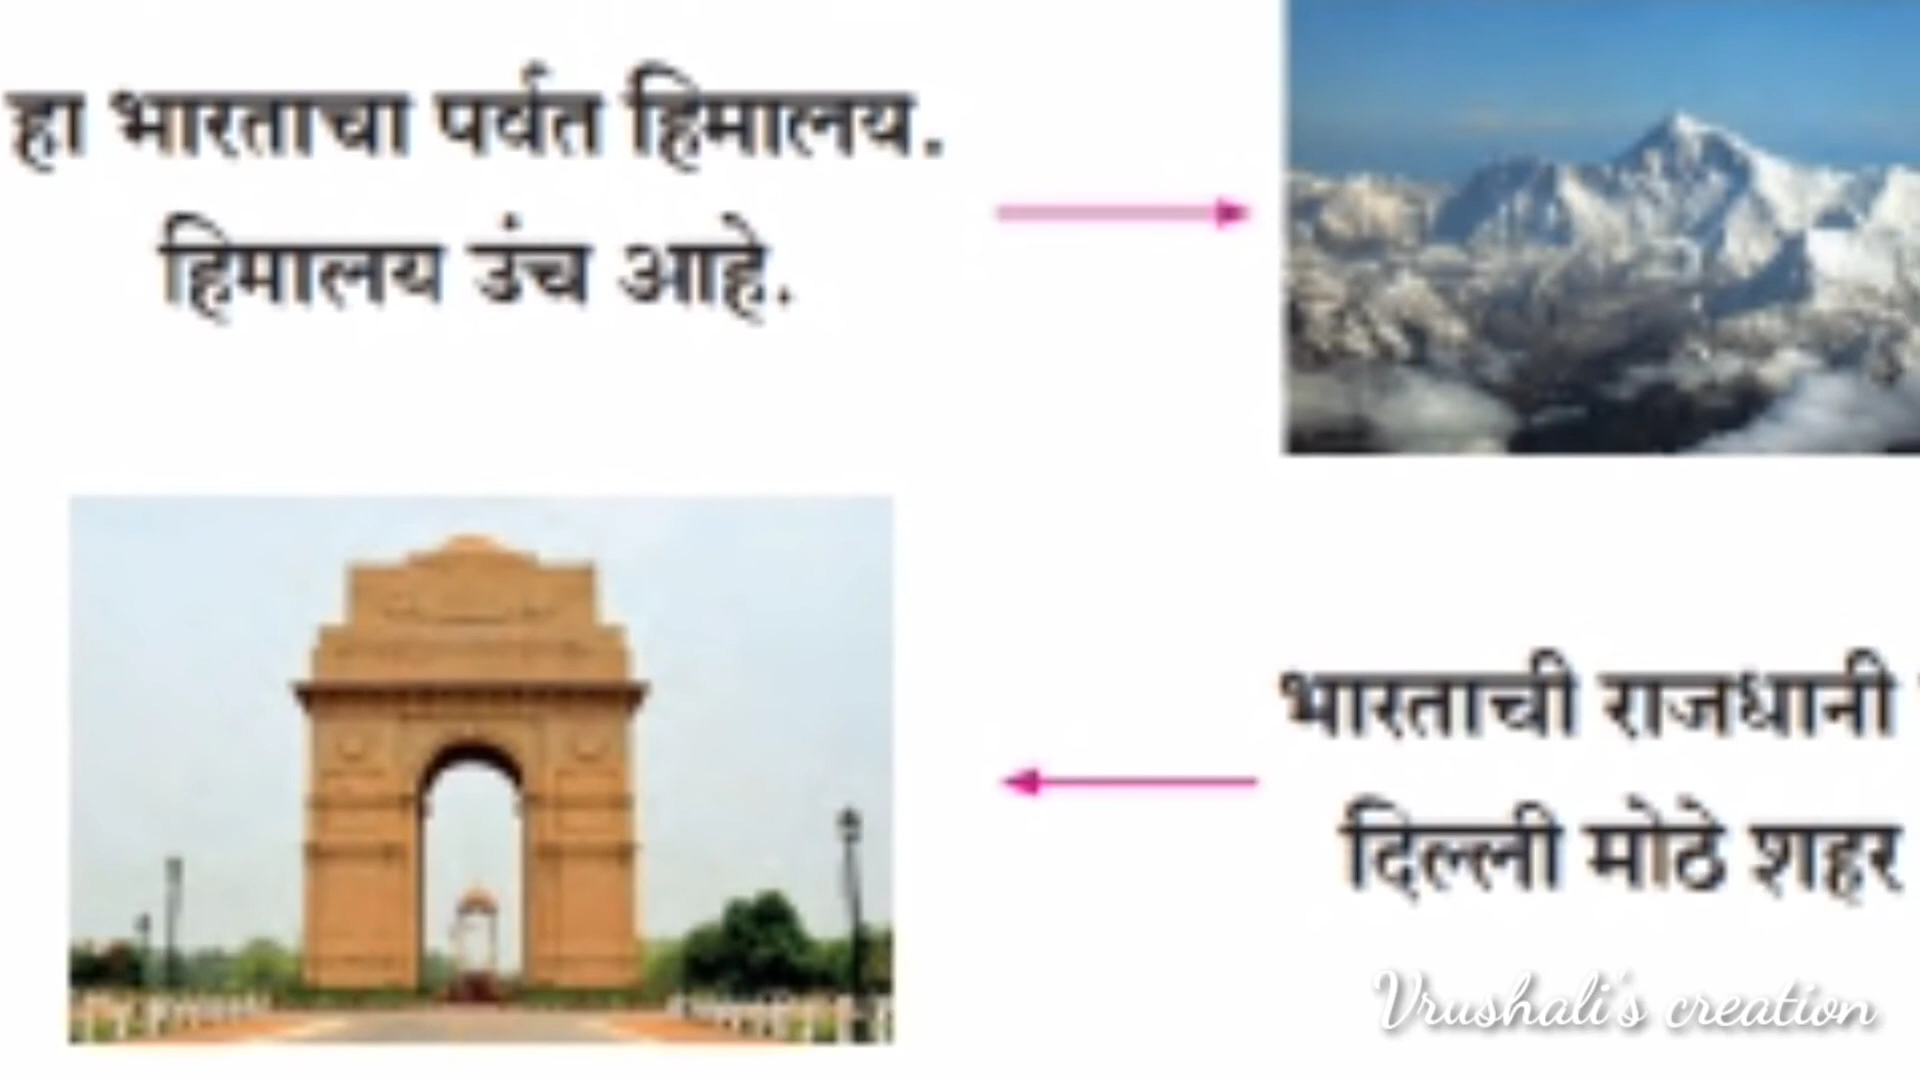 हा भारताचा पर्वत हिमालय.
हिमालय उंच आहे.
भारताची राजधानी
दिल्ली मोठे शहर
Vrushali's creation